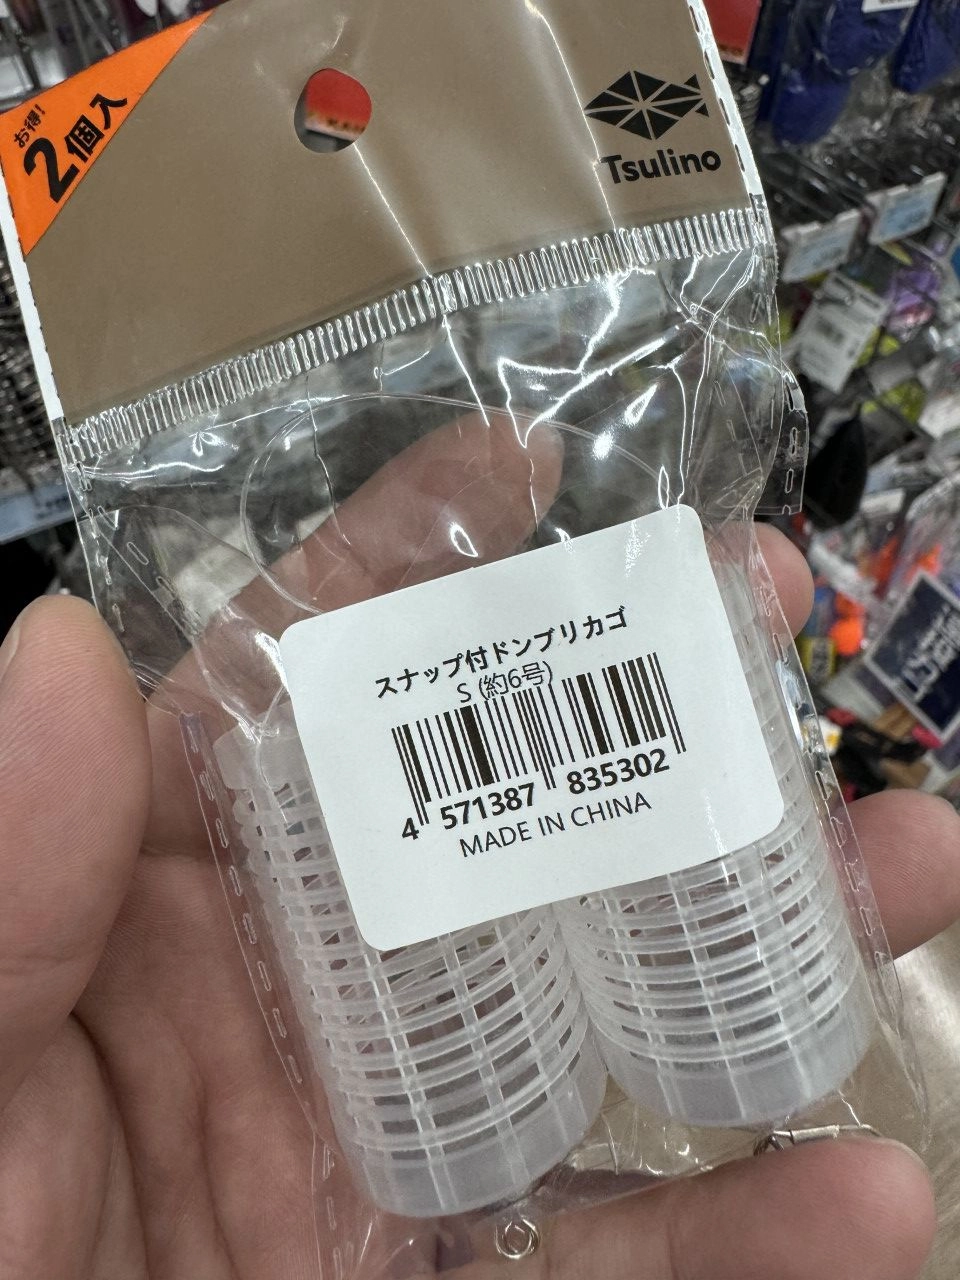 お得!
2個入
Tsulino
スナップ付ドンブリカゴ
S (約6号)
4 571387 835302
MADE IN CHINA